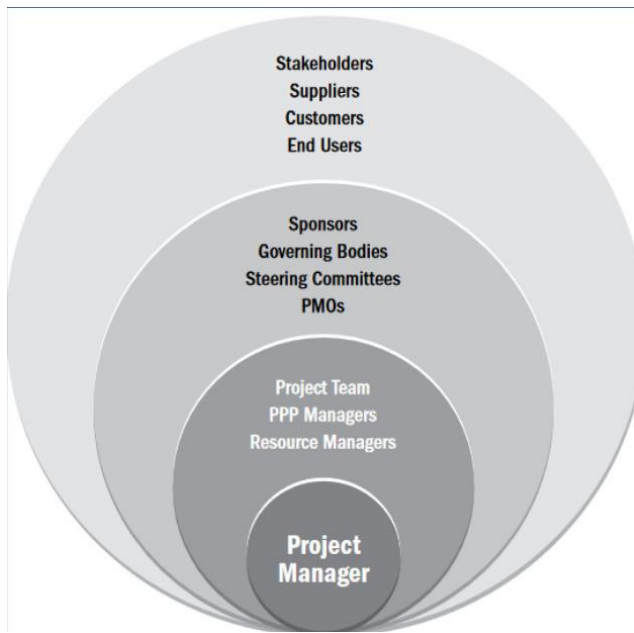 Stakeholders
Suppliers
Customers
End Users
Sponsors
Governing Bodies
Steering Committees
PMOs
Project Team
PPP Managers
Resource Managers
Project
Manager